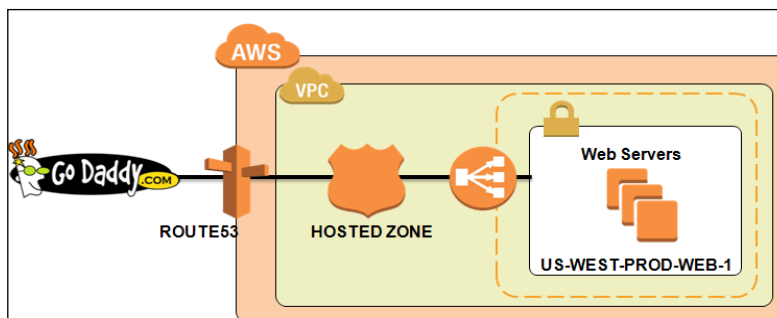 AWS
VPC
Go Daddy
.COM
Web Servers
ROUTE53
HOSTED ZONE
US-WEST-PROD-WEB-1